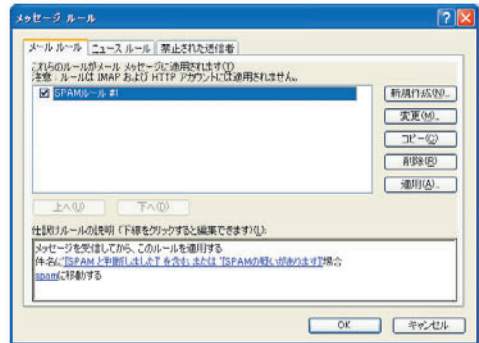 メッセージ ルール
メール ルール ニュース ルール 禁止された送信者
これらのルールがメール メッセージに適用されます(T)
注意 : ルールは IMAP および HTTP アカウントには適用されません。
SPAMルール #1
新規作成(N)...
変更(M)...
コピー(C)
削除(R)
適用(A)...
上へ(U) 下へ(D)
仕訳けルールの説明 (下線をクリックすると編集できます)(L):
メッセージを受信してから、このルールを適用する
件名に '[SPAM と判断しました]' を含む または '[SPAMの疑いがあります]' 場合
spamに移動する
OK キャンセル